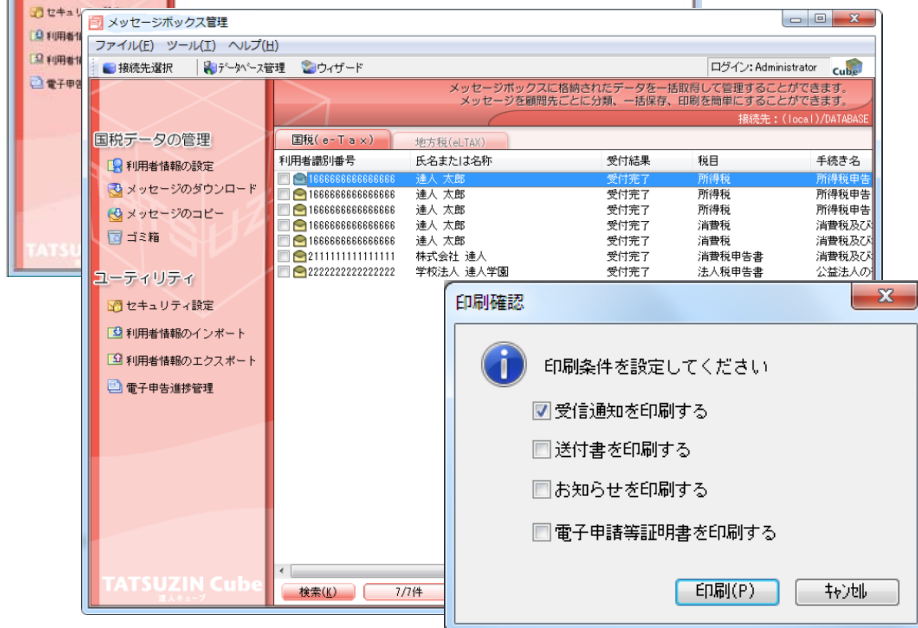 利用者情
利用者情
電子申告
TATSU
メッセージボックス管理
ファイル(F) ツール(T) ヘルプ(H)
接続先選択 データベース管理 ウィザード ログイン: Administrator Cube
メッセージボックスに格納されたデータを一括取得して管理することができます。
メッセージを顧問先ごとに分類、一括保存、印刷を簡単にすることができます。
接続先：(local)/DATABASE
国税データの管理
利用者情報の設定
メッセージのダウンロード
メッセージのコピー
ゴミ箱
ユーティリティ
セキュリティ設定
利用者情報のインポート
利用者情報のエクスポート
電子申告進捗管理
TATSUZIN Cube
達人キューブ
国税(e-Tax) 地方税(eLTAX)
利用者識別番号 氏名または名称 受付結果 税目 手続き名
1666666666666666 達人 太郎 受付完了 所得税 所得税申告
1666666666666666 達人 太郎 受付完了 所得税 所得税申告
1666666666666666 達人 太郎 受付完了 所得税 所得税申告
1666666666666666 達人 太郎 受付完了 消費税 消費税及び
1666666666666666 達人 太郎 受付完了 消費税 消費税及び
2111111111111111 株式会社 達人 受付完了 消費税申告書 消費税及び
2222222222222222 学校法人 達人学園 受付完了 法人税申告書 公益法人の
検索(K) 7/7件
印刷確認
印刷条件を設定してください
受信通知を印刷する
送付書を印刷する
お知らせを印刷する
電子申請等証明書を印刷する
印刷(P) キャンセル